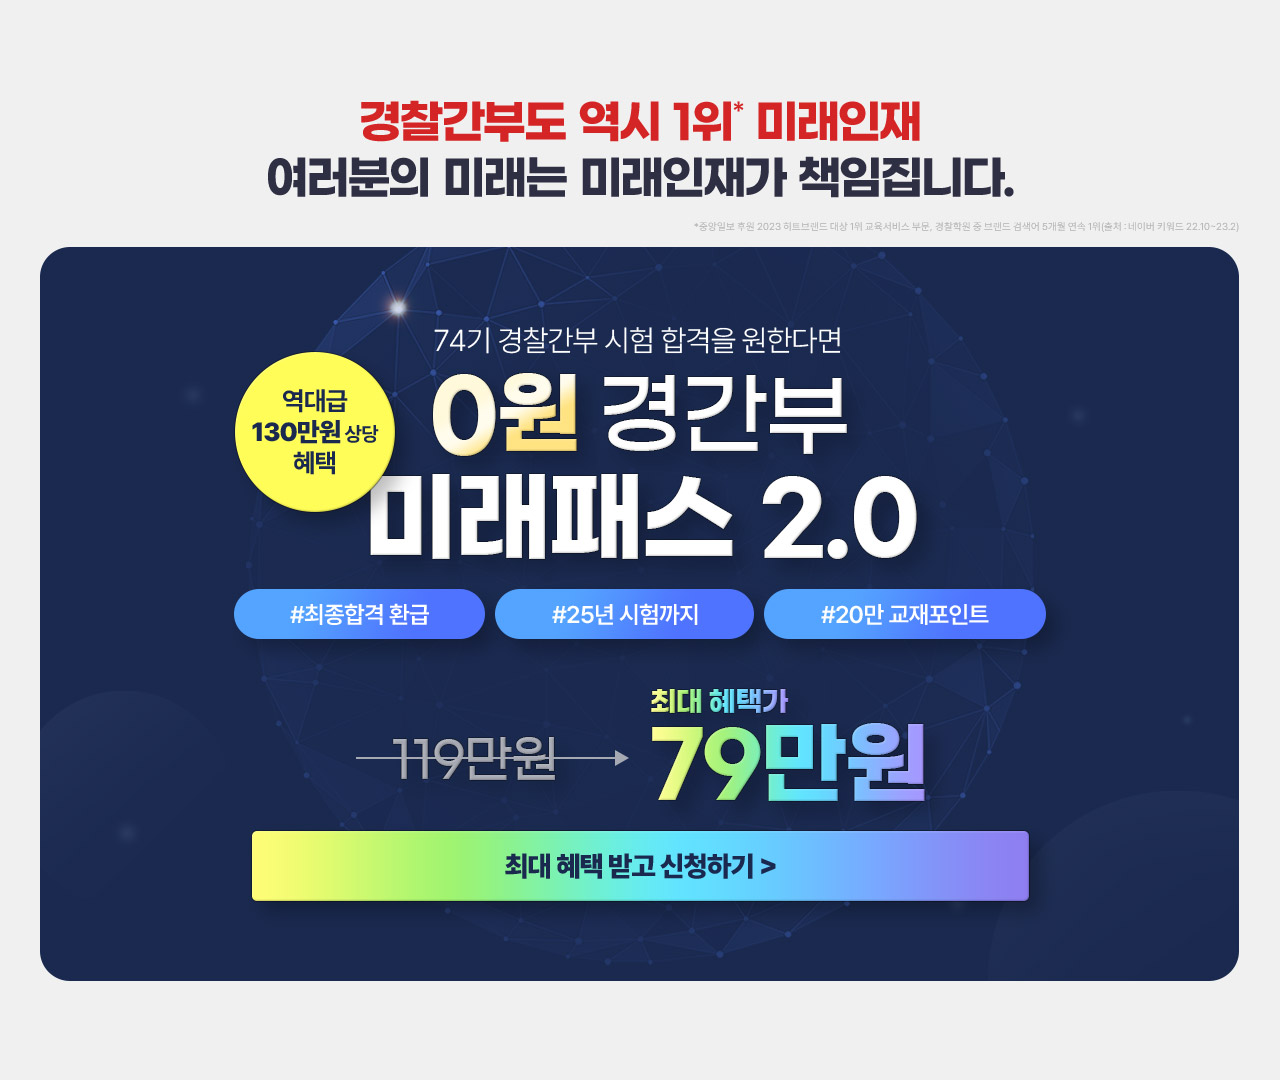 경찰간부도 역시 1위* 미래인재
여러분의 미래는 미래인재가 책임집니다.
*중앙일보 후원 2023 히트브랜드 대상 1위 교육서비스 부문, 경찰학원 중 브랜드 검색어 5개월 연속 1위(출처 : 네이버 키워드 22.10~23.2)
74기 경찰간부 시험 합격을 원한다면
역대급
130만원 상당
혜택
0원 경간부
미래패스 2.0
#최종합격 환급
#25년 시험까지
#20만 교재포인트
119만원
최대 혜택가
79만원
최대 혜택 받고 신청하기 >